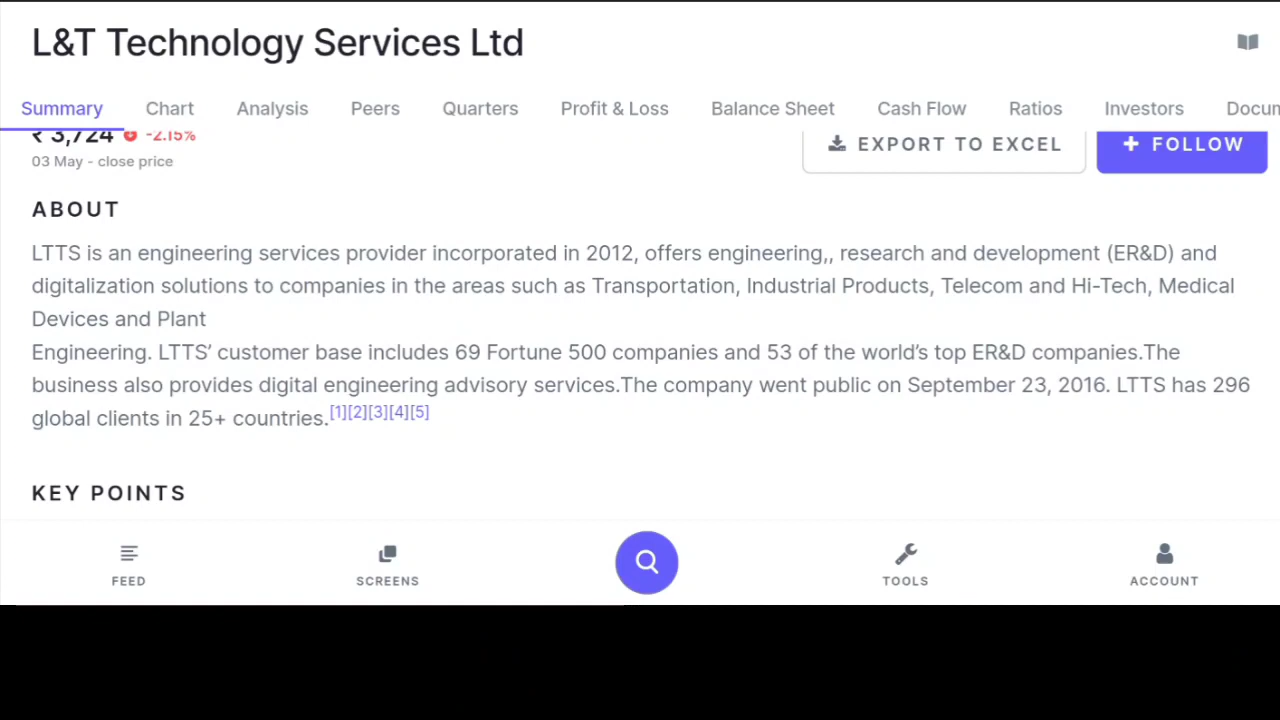 L&T Technology Services Ltd
Summary Chart Analysis Peers Quarters Profit & Loss Balance Sheet Cash Flow Ratios Investors Docum
₹ 3,724 -2.15%
EXPORT TO EXCEL
FOLLOW
03 May - close price
ABOUT
LTTS is an engineering services provider incorporated in 2012, offers engineering,, research and development (ER&D) and
digitalization solutions to companies in the areas such as Transportation, Industrial Products, Telecom and Hi-Tech, Medical
Devices and Plant
Engineering. LTTS’ customer base includes 69 Fortune 500 companies and 53 of the world’s top ER&D companies.The
business also provides digital engineering advisory services.The company went public on September 23, 2016. LTTS has 296
global clients in 25+ countries.[1][2][3][4][5]
KEY POINTS
FEED SCREENS TOOLS ACCOUNT